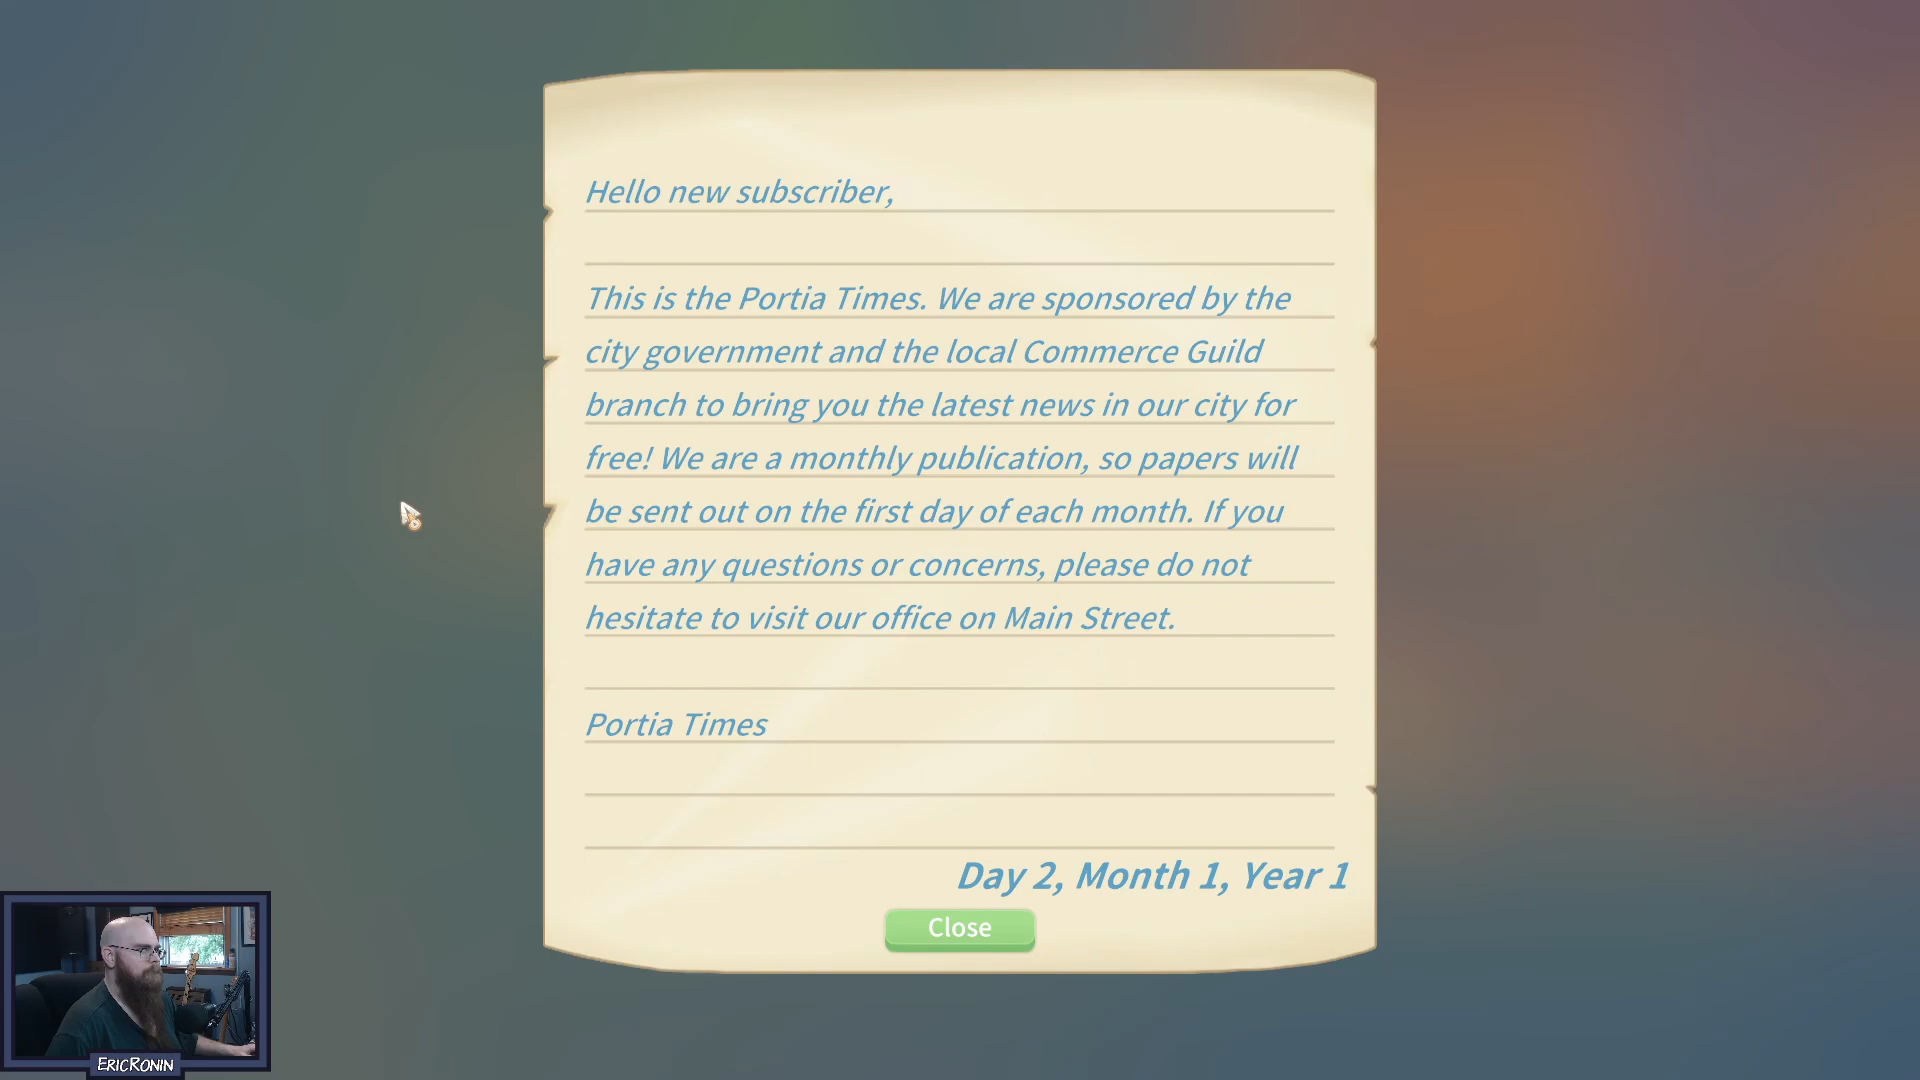 Hello new subscriber,
This is the Portia Times. We are sponsored by the
city government and the local Commerce Guild
branch to bring you the latest news in our city for
free! We are a monthly publication, so papers will
be sent out on the first day of each month. If you
have any questions or concerns, please do not
hesitate to visit our office on Main Street.
Portia Times
Day 2, Month 1, Year 1
Close
ERICRONIN